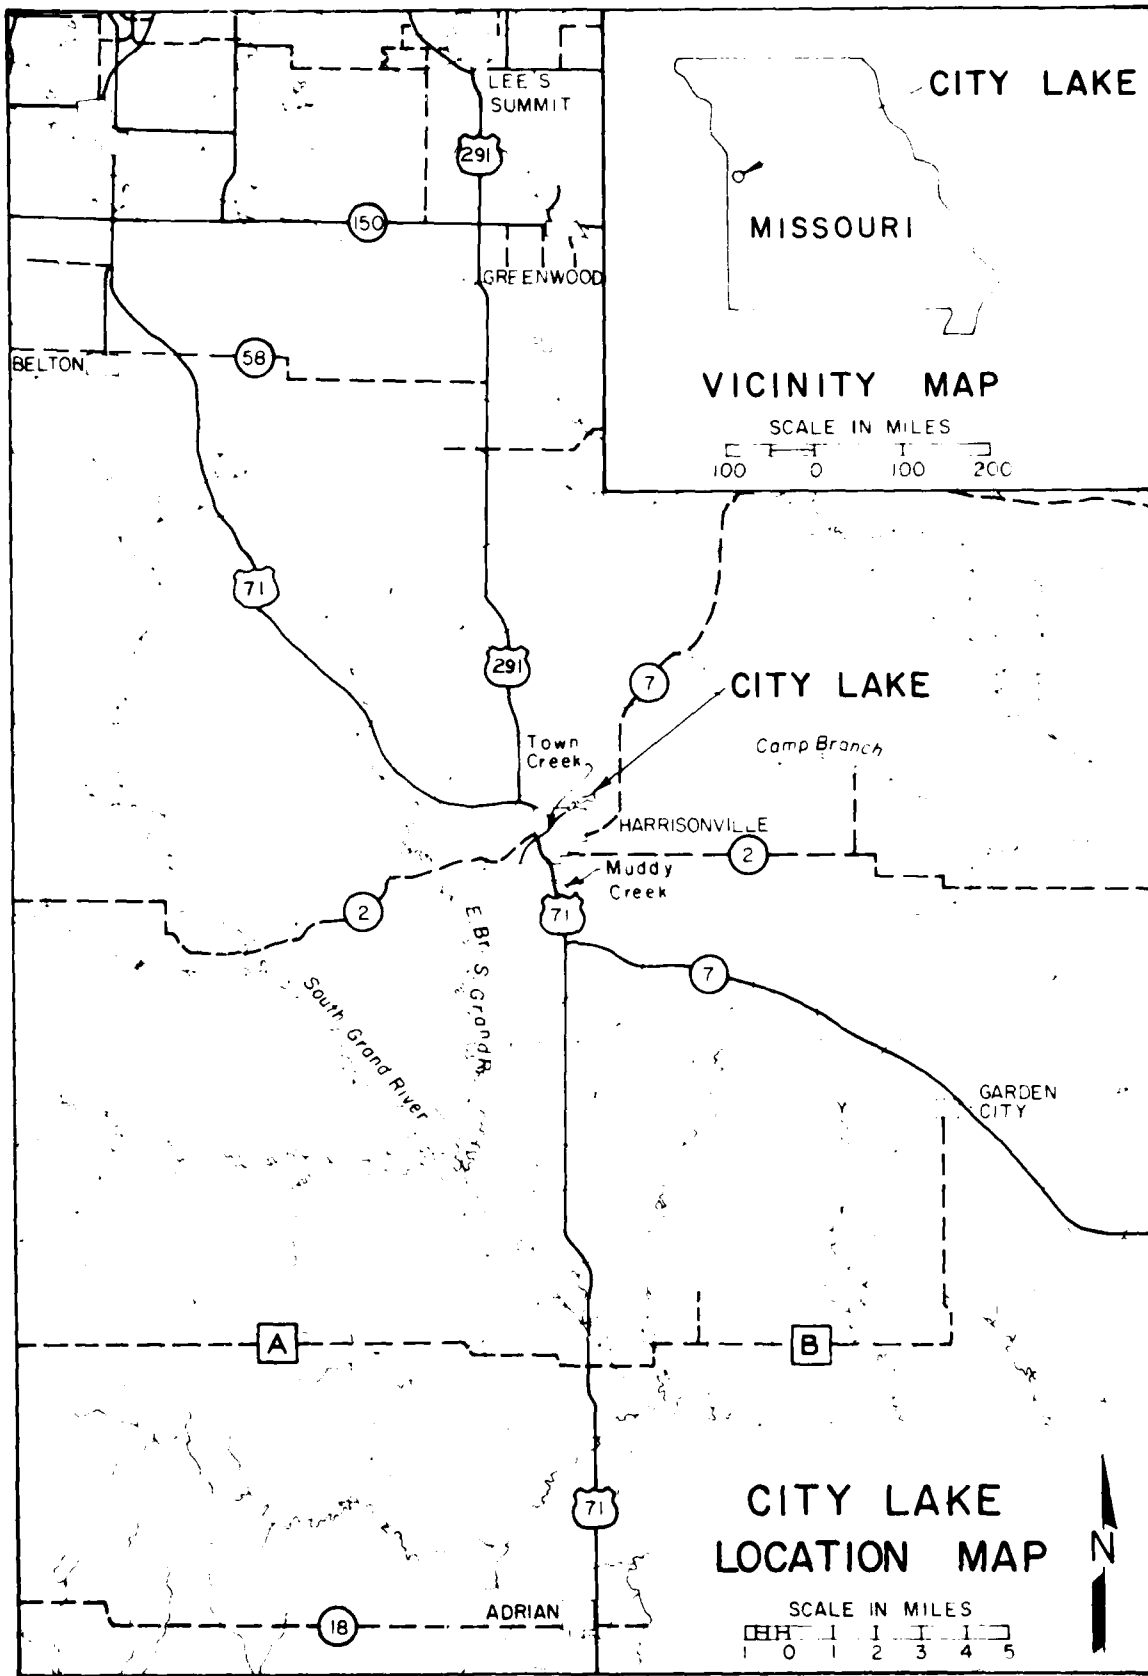 LEE'S
SUMMIT
291
150
GREENWOOD
BELTON
58
CITY LAKE
MISSOURI
VICINITY MAP
SCALE IN MILES
100 0 100 200
71
291
7
CITY LAKE
Town
Creek
Camp Branch
HARRISONVILLE
2
Muddy
Creek
71
2
E. Br. S. Grand R.
South Grand River
7
GARDEN
CITY
A
B
71
CITY LAKE
LOCATION MAP
N
SCALE IN MILES
1 0 1 2 3 4 5
ADRIAN
18